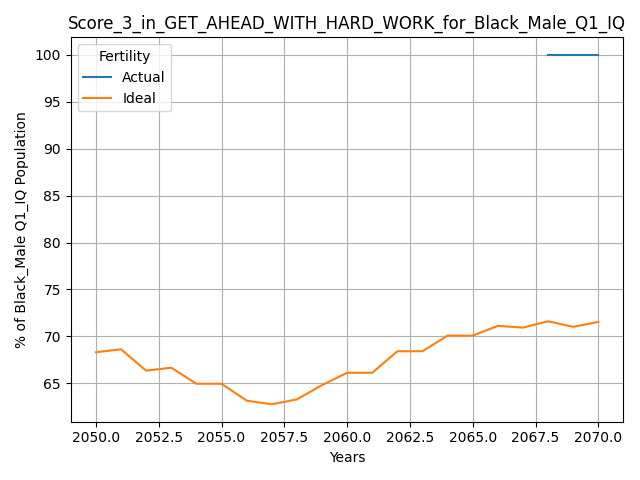 Score_3_in_GET_AHEAD_WITH_HARD_WORK_for_Black_Male_Q1_IQ
Fertility
Actual
Ideal
% of Black_Male Q1_IQ Population
100
95
90
85
80
75
70
65
2050.0 2052.5 2055.0 2057.5 2060.0 2062.5 2065.0 2067.5 2070.0
Years